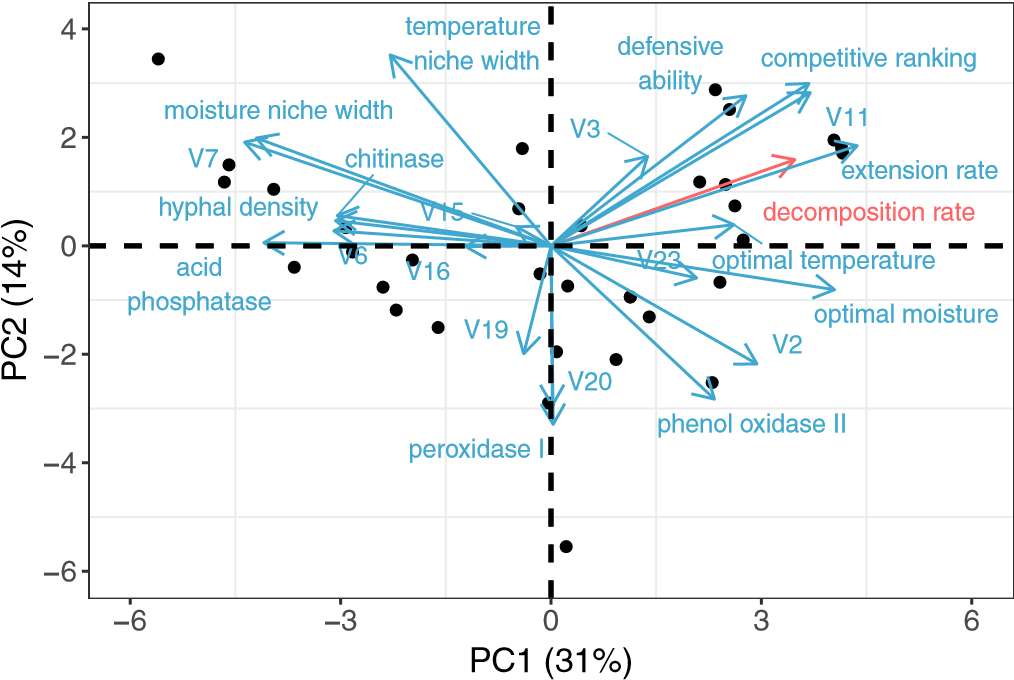 temperature
niche width
defensive
ability
competitive ranking
moisture niche width
V3
V11
V7
chitinase
extension rate
hyphal density
V15
decomposition rate
V6
V16
V23
optimal temperature
acid
phosphatase
optimal moisture
V19
V2
V20
phenol oxidase II
peroxidase I
4
2
0
−2
−4
−6
PC2 (14%)
−6
−3
0
3
6
PC1 (31%)